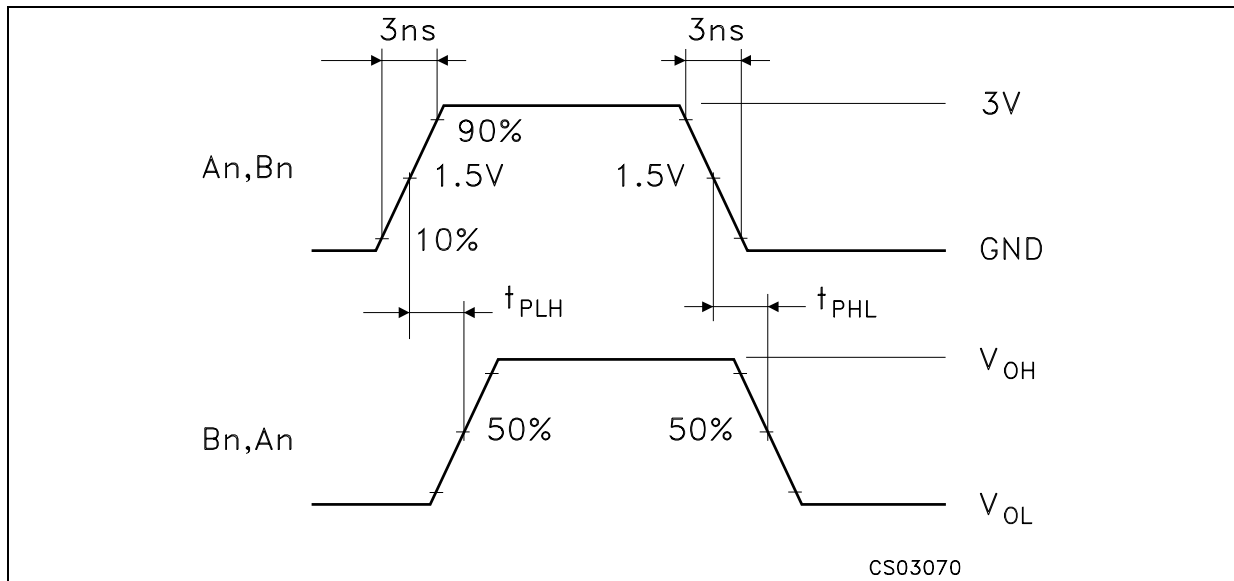 3ns 3ns
3V
90%
An,Bn 1.5V 1.5V
10% GND
tPLH tPHL
VOH
50% 50%
Bn,An
VOL
CS03070